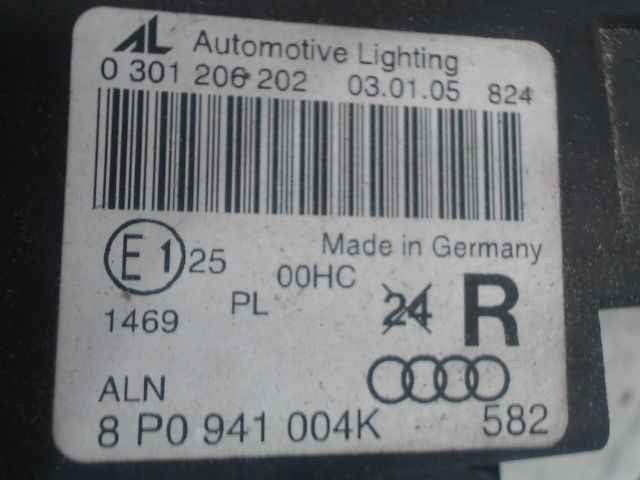 AL Automotive Lighting
0 301 206 202 03.01.05 824
Made in Germany
E1 25
00HC
PL
24 R
1469
ALN
8 P0 941 004K 582